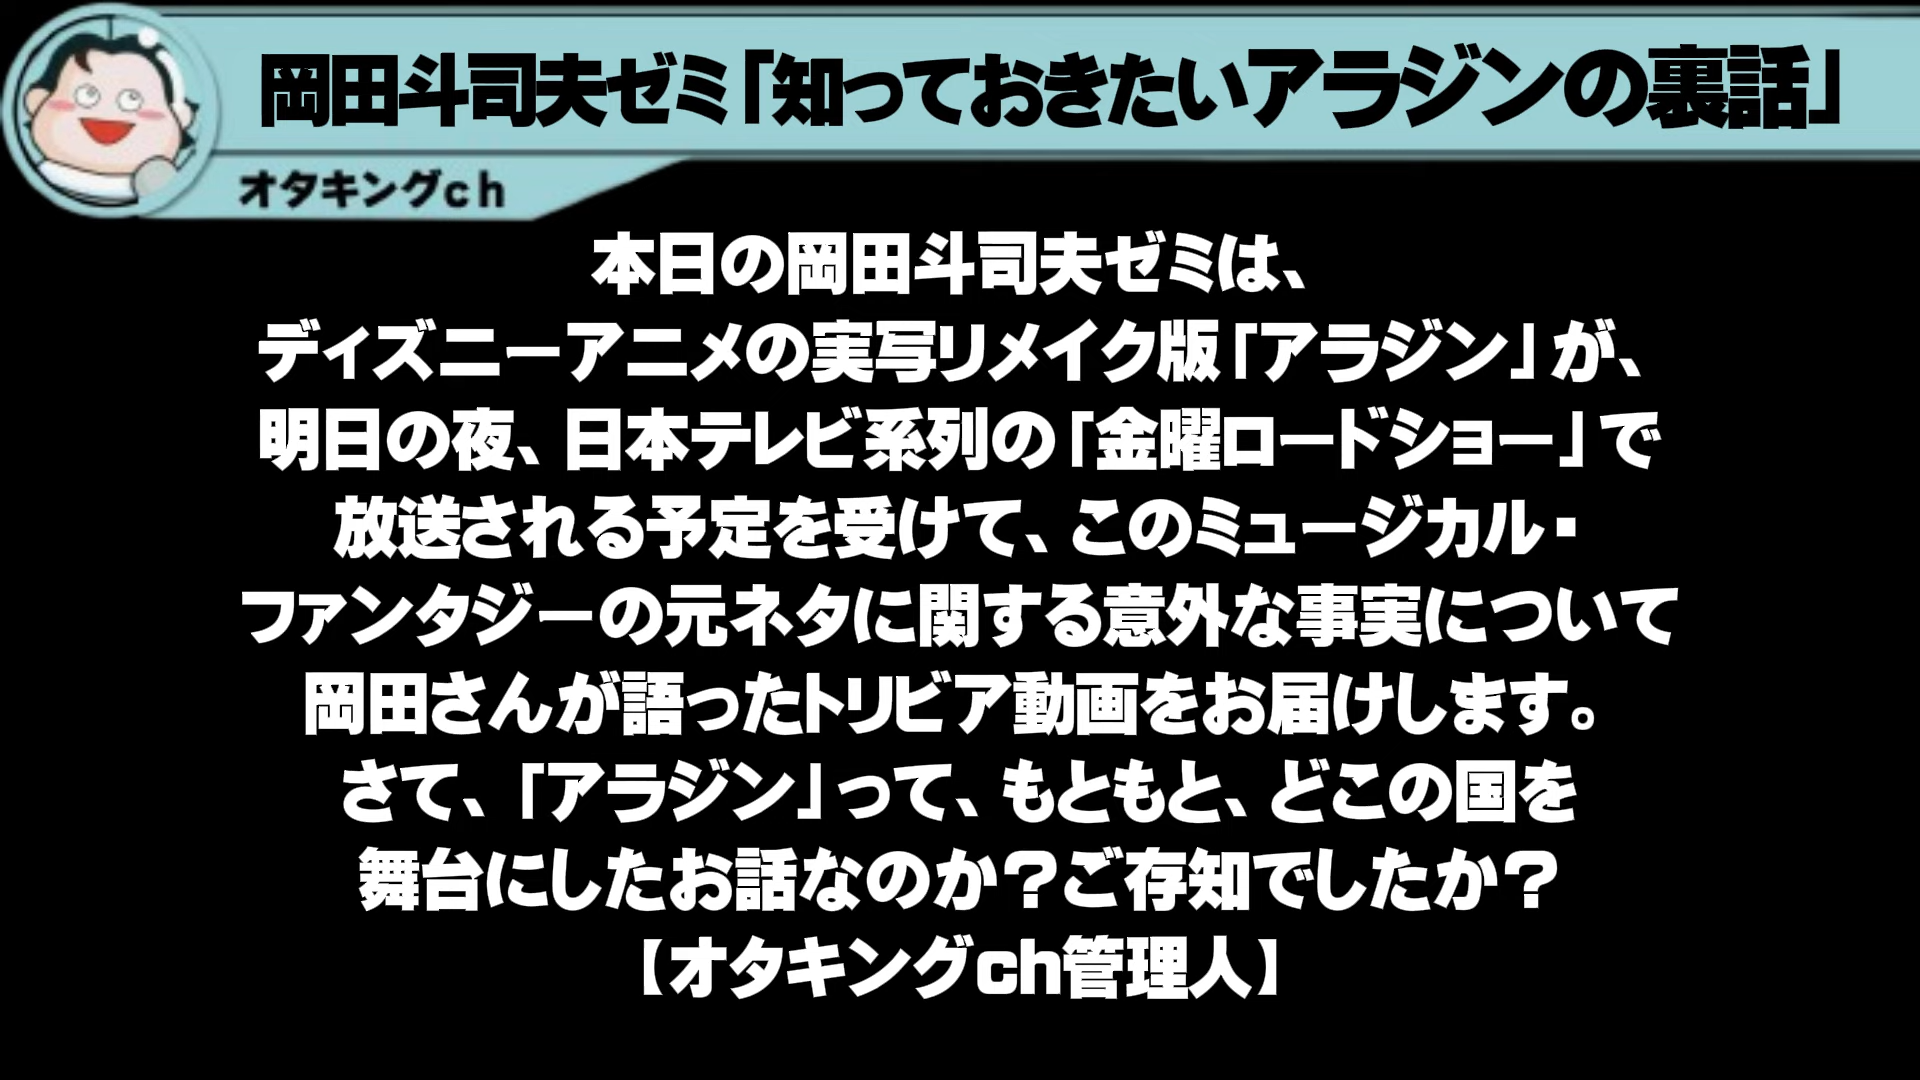 岡田斗司夫ゼミ「知っておきたいアラジンの裏話」
オタキングch
本日の岡田斗司夫ゼミは、
ディズニーアニメの実写リメイク版「アラジン」が、
明日の夜、日本テレビ系列の「金曜ロードショー」で
放送される予定を受けて、このミュージカル・
ファンタジーの元ネタに関する意外な事実について
岡田さんが語ったトリビア動画をお届けします。
さて、「アラジン」って、もともと、どこの国を
舞台にしたお話なのか？ご存知でしたか？
【オタキングch管理人】